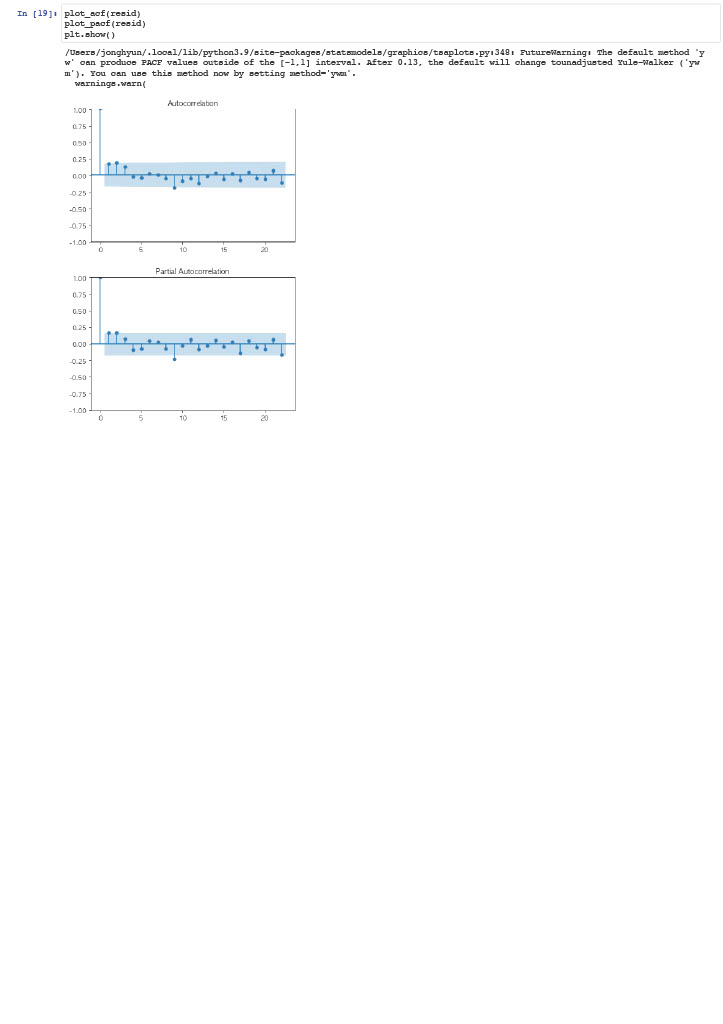 In [19]: plot_acf(resid)
plot_pacf(resid)
plt.show()
/Users/jonghyun/.local/lib/python3.9/site-packages/statsmodels/graphics/tsaplots.py:348: FutureWarning: The default method 'y
w' can produce PACF values outside of the [-1,1] interval. After 0.13, the default will change tounadjusted Yule-Walker ('yw
m'). You can use this method now by setting method='ywm'.
warnings.warn(
Autocorrelation
1.00
0.75
0.50
0.25
0.00
-0.25
-0.50
-0.75
-1.00
0 5 10 15 20
Partial Autocorrelation
1.00
0.75
0.50
0.25
0.00
-0.25
-0.50
-0.75
-1.00
0 5 10 15 20